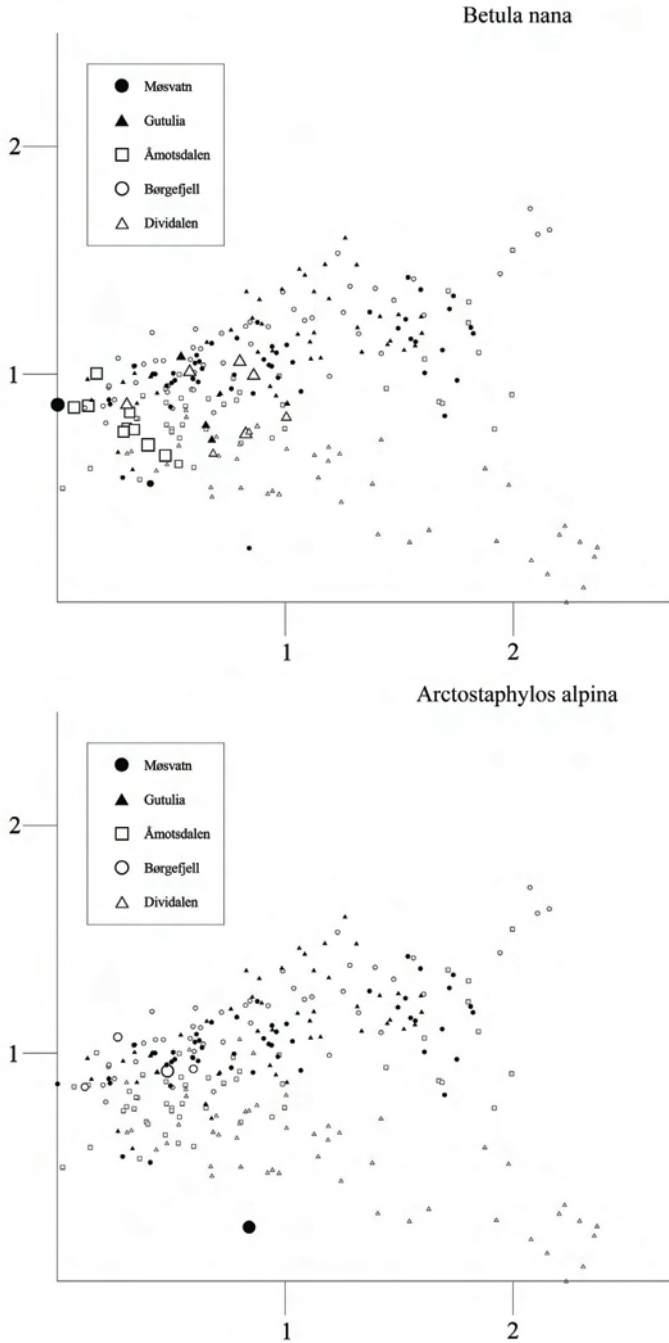 Betula nana
Møsvatn
Gutulia
Åmotsdalen
Børgefjell
Dividalen
2
1
1
2
Arctostaphylos alpina
Møsvatn
Gutulia
Åmotsdalen
Børgefjell
Dividalen
2
1
1
2